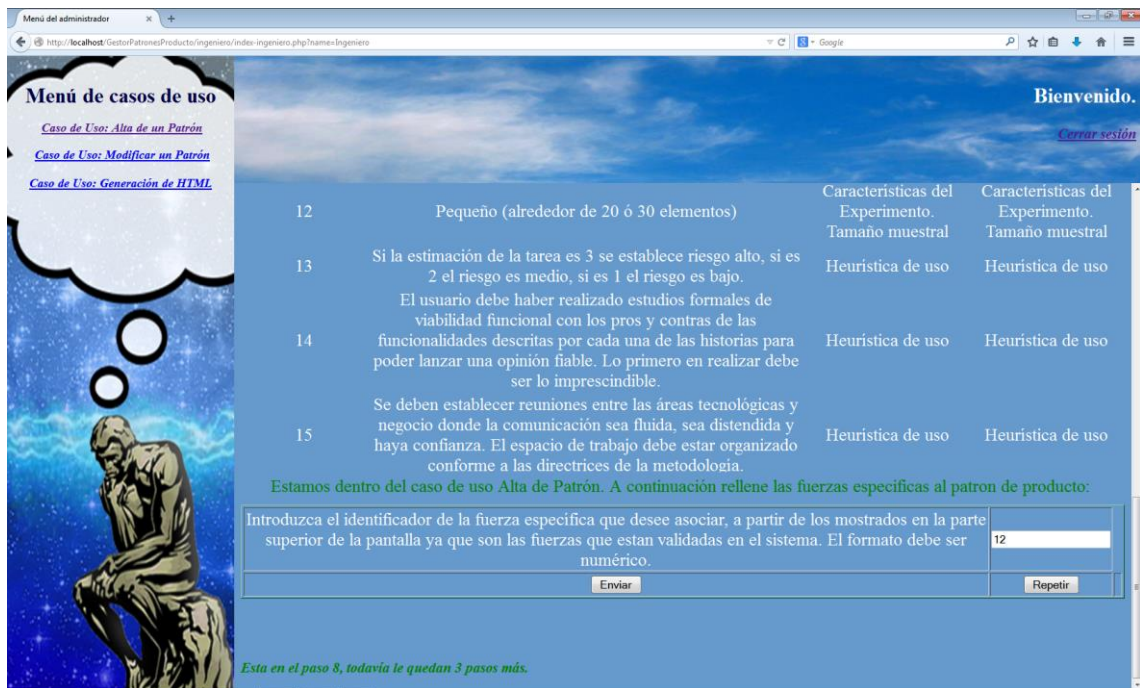 Menú del administrador
http://localhost/GestorPatronesProducto/ingeniero/index-ingeniero.php?name=Ingeniero
Google
Menú de casos de uso
Caso de Uso: Alta de un Patrón
Caso de Uso: Modificar un Patrón
Caso de Uso: Generación de HTML
Bienvenido.
Cerrar sesión
12
Pequeño (alrededor de 20 ó 30 elementos)
Características del
Experimento.
Tamaño muestral
Características del
Experimento.
Tamaño muestral
13
Si la estimación de la tarea es 3 se establece riesgo alto, si es
2 el riesgo es medio, si es 1 el riesgo es bajo.
Heurística de uso
Heurística de uso
14
El usuario debe haber realizado estudios formales de
viabilidad funcional con los pros y contras de las
funcionalidades descritas por cada una de las historias para
poder lanzar una opinión fiable. Lo primero en realizar debe
ser lo imprescindible.
Heurística de uso
Heurística de uso
15
Se deben establecer reuniones entre las áreas tecnológicas y
negocio donde la comunicación sea fluida, sea distendida y
haya confianza. El espacio de trabajo debe estar organizado
conforme a las directrices de la metodología.
Heurística de uso
Heurística de uso
Estamos dentro del caso de uso Alta de Patrón. A continuación rellene las fuerzas especificas al patron de producto:
Introduzca el identificador de la fuerza especifica que desee asociar, a partir de los mostrados en la parte
superior de la pantalla ya que son las fuerzas que estan validadas en el sistema. El formato debe ser
numérico.
12
Enviar
Repetir
Esta en el paso 8, todavía le quedan 3 pasos más.